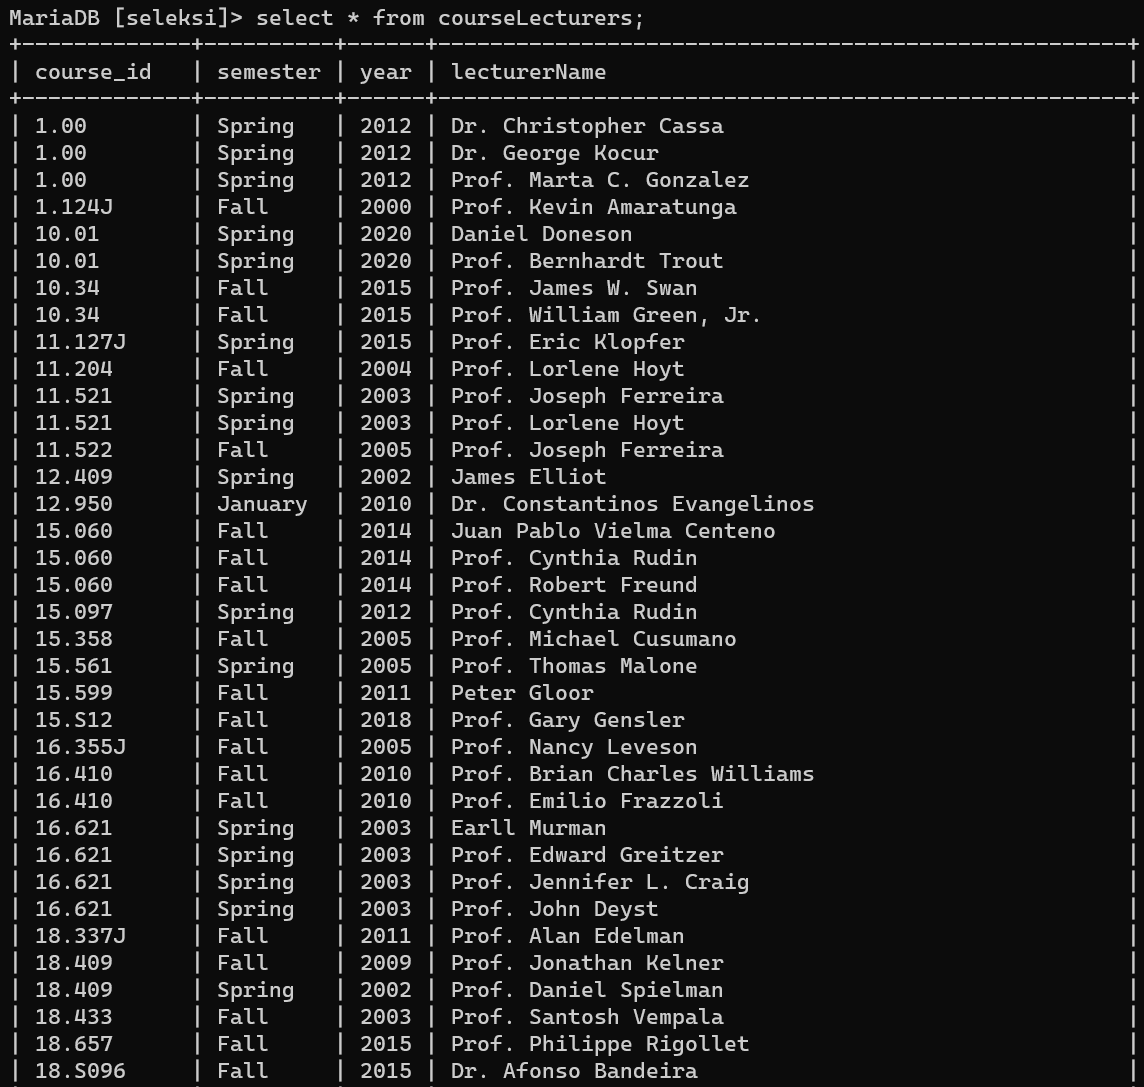 MariaDB [seleksi]> select * from courseLecturers;
+-------------+----------+------+-----------------------------------------------------+
| course_id   | semester | year | lecturerName                                        |
+-------------+----------+------+-----------------------------------------------------+
| 1.00        | Spring   | 2012 | Dr. Christopher Cassa                               |
| 1.00        | Spring   | 2012 | Dr. George Kocur                                    |
| 1.00        | Spring   | 2012 | Prof. Marta C. Gonzalez                             |
| 1.124J      | Fall     | 2000 | Prof. Kevin Amaratunga                              |
| 10.01       | Spring   | 2020 | Daniel Doneson                                      |
| 10.01       | Spring   | 2020 | Prof. Bernhardt Trout                               |
| 10.34       | Fall     | 2015 | Prof. James W. Swan                                 |
| 10.34       | Fall     | 2015 | Prof. William Green, Jr.                            |
| 11.127J     | Spring   | 2015 | Prof. Eric Klopfer                                  |
| 11.204      | Fall     | 2004 | Prof. Lorlene Hoyt                                  |
| 11.521      | Spring   | 2003 | Prof. Joseph Ferreira                               |
| 11.521      | Spring   | 2003 | Prof. Lorlene Hoyt                                  |
| 11.522      | Fall     | 2005 | Prof. Joseph Ferreira                               |
| 12.409      | Spring   | 2002 | James Elliot                                        |
| 12.950      | January  | 2010 | Dr. Constantinos Evangelinos                        |
| 15.060      | Fall     | 2014 | Juan Pablo Vielma Centeno                           |
| 15.060      | Fall     | 2014 | Prof. Cynthia Rudin                                 |
| 15.060      | Fall     | 2014 | Prof. Robert Freund                                 |
| 15.097      | Spring   | 2012 | Prof. Cynthia Rudin                                 |
| 15.358      | Fall     | 2005 | Prof. Michael Cusumano                              |
| 15.561      | Spring   | 2005 | Prof. Thomas Malone                                 |
| 15.599      | Fall     | 2011 | Peter Gloor                                         |
| 15.S12      | Fall     | 2018 | Prof. Gary Gensler                                  |
| 16.355J     | Fall     | 2005 | Prof. Nancy Leveson                                 |
| 16.410      | Fall     | 2010 | Prof. Brian Charles Williams                        |
| 16.410      | Fall     | 2010 | Prof. Emilio Frazzoli                               |
| 16.621      | Spring   | 2003 | Earll Murman                                        |
| 16.621      | Spring   | 2003 | Prof. Edward Greitzer                               |
| 16.621      | Spring   | 2003 | Prof. Jennifer L. Craig                             |
| 16.621      | Spring   | 2003 | Prof. John Deyst                                    |
| 18.337J     | Fall     | 2011 | Prof. Alan Edelman                                  |
| 18.409      | Fall     | 2009 | Prof. Jonathan Kelner                               |
| 18.409      | Spring   | 2002 | Prof. Daniel Spielman                               |
| 18.433      | Fall     | 2003 | Prof. Santosh Vempala                               |
| 18.657      | Fall     | 2015 | Prof. Philippe Rigollet                             |
| 18.S096     | Fall     | 2015 | Dr. Afonso Bandeira                                 |